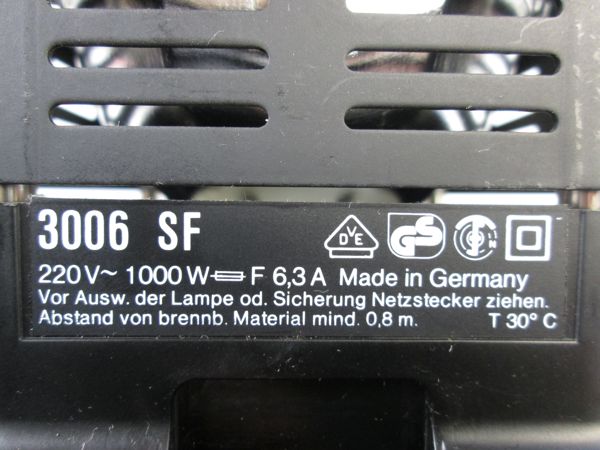 3006 SF
DVE GS
220V~ 1000W F 6,3A Made in Germany
Vor Ausw. der Lampe od. Sicherung Netzstecker ziehen.
Abstand von brennb. Material mind. 0,8 m. T 30° C